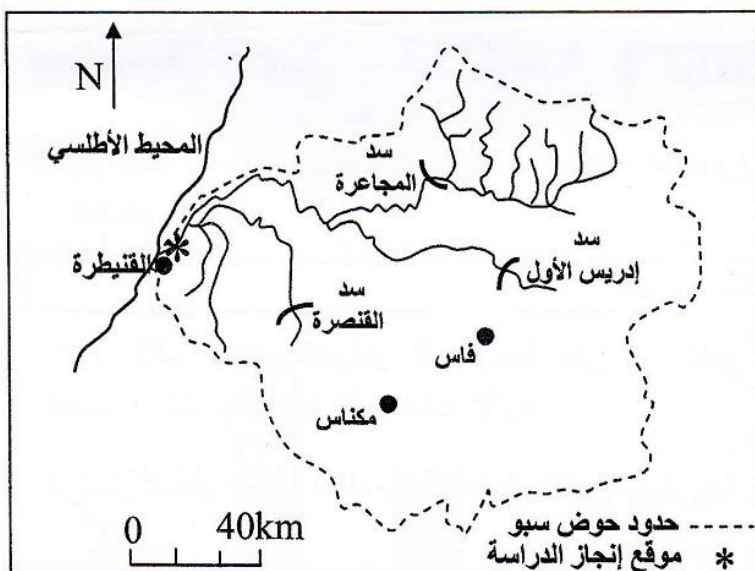 N
المحيط الأطلسي
سد
المجاعرة
القنيطرة
سد
القنصرة
سد
إدريس الأول
فاس
مكناس
0 40km
حدود حوض سبو
موقع إنجاز الدراسة